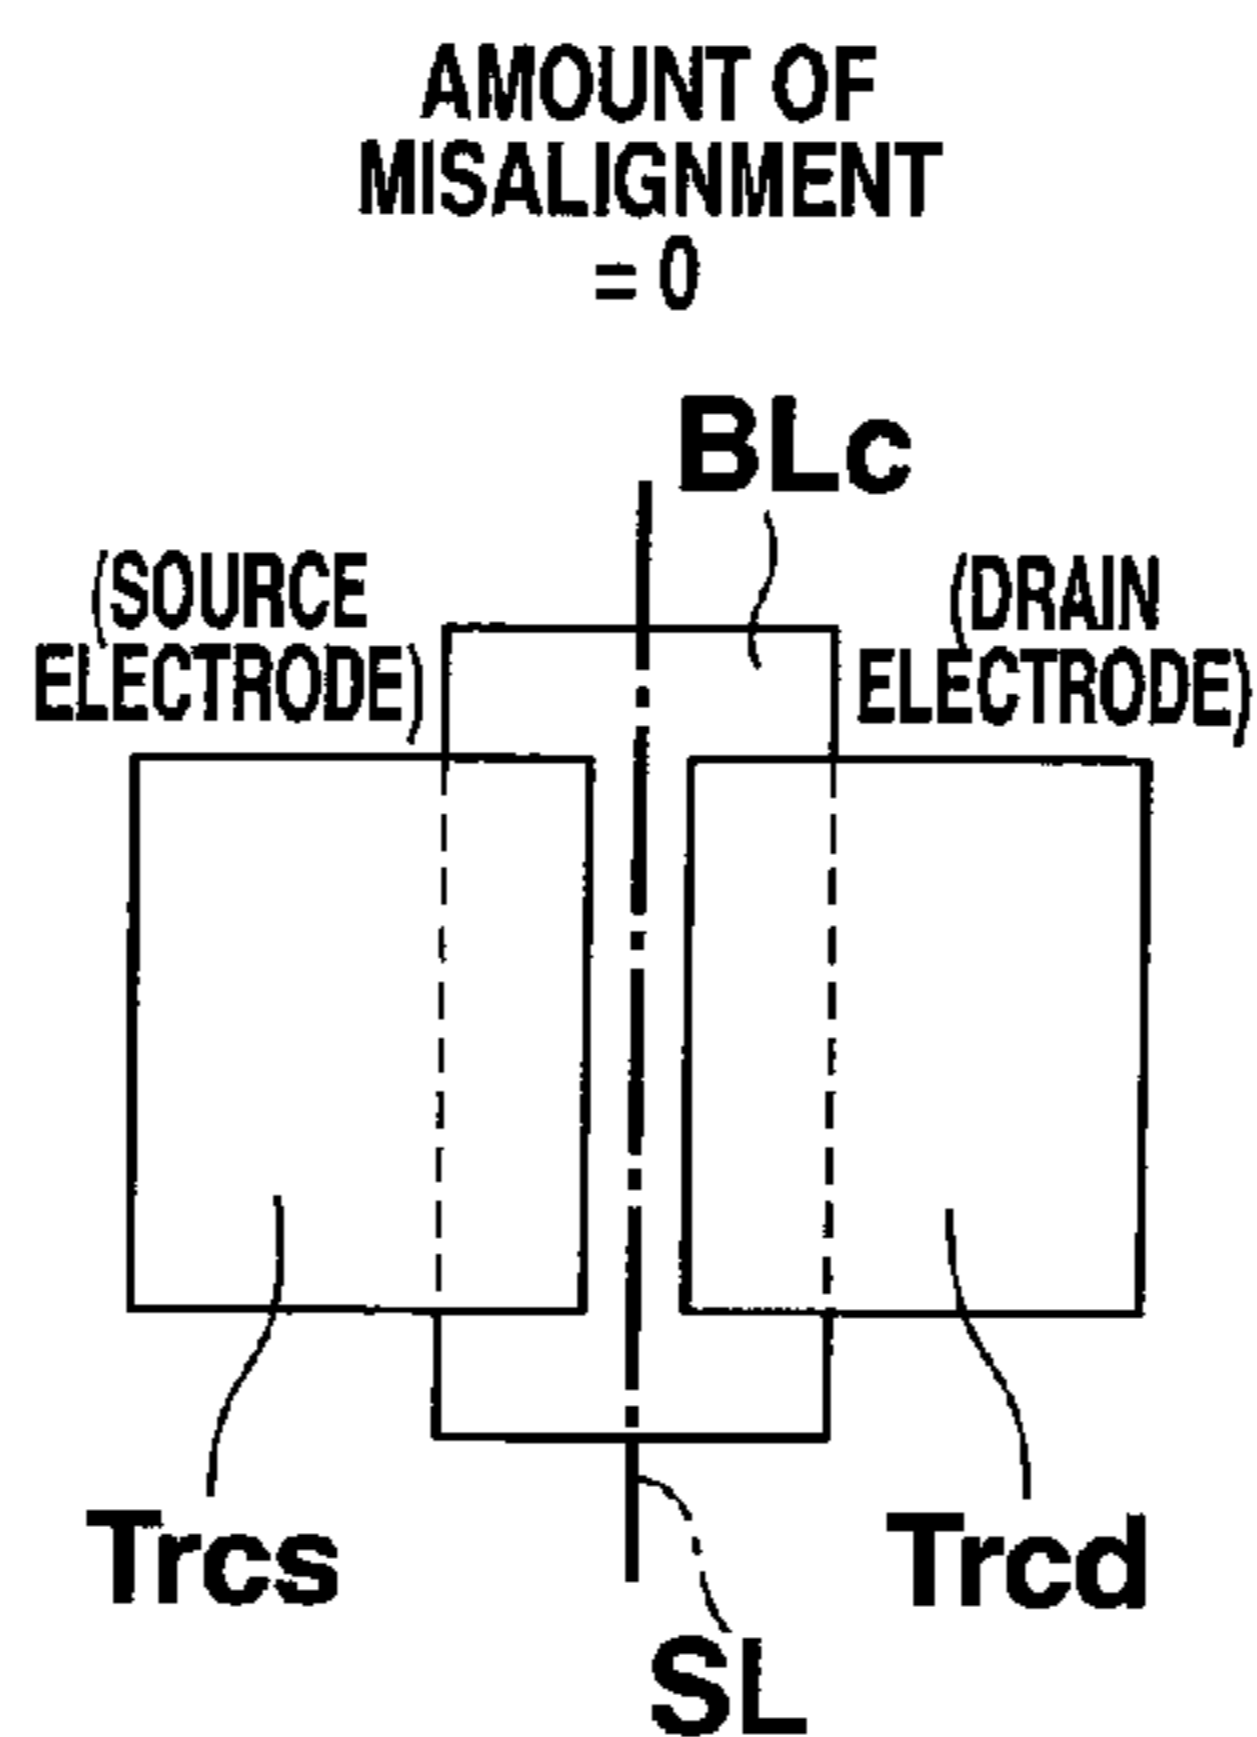 AMOUNT OF
MISALIGNMENT
= 0
BLc
(SOURCE
ELECTRODE)
(DRAIN
ELECTRODE)
Trcs
Trcd
SL